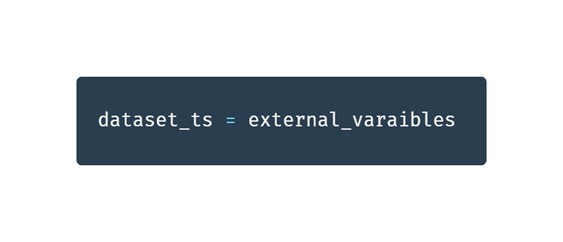 dataset_ts = external_varaibles